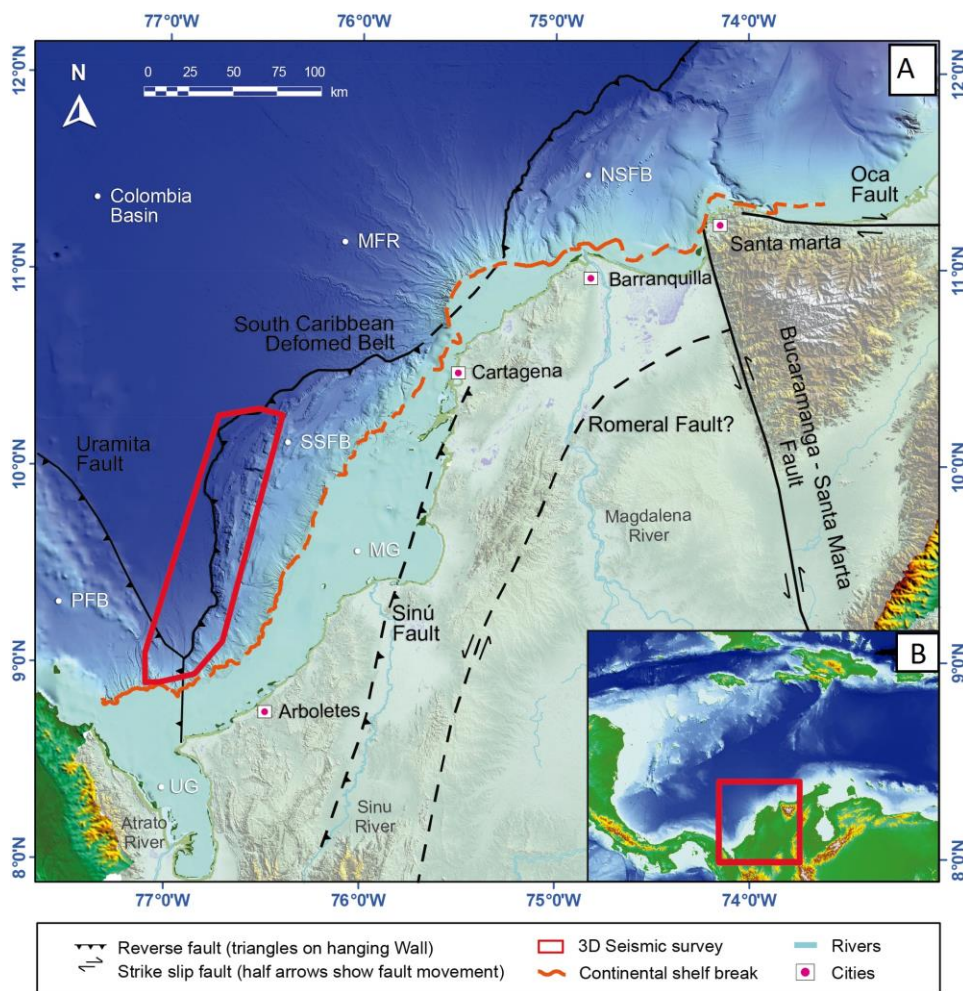 77°0'W 76°0'W 75°0'W 74°0'W
A
12°0'N
12°0'N
N
0 25 50 75 100
km
NSFB
Colombia
Basin
Oca
Fault
MFR
Santa marta
11°0'N
11°0'N
Barranquilla
South Caribbean
Defomed Belt
Cartagena
Bucaramanga - Santa Marta
Fault
Romeral Fault?
SSFB
Uramita
Fault
10°0'N
10°0'N
Magdalena
River
MG
PFB
Sinú
Fault
9°0'N
9°0'N
B
Arboletes
UG
Atrato
River
Sinu
River
8°0'N
8°0'N
77°0'W 76°0'W 75°0'W 74°0'W
Reverse fault (triangles on hanging Wall)
3D Seismic survey
Rivers
Strike slip fault (half arrows show fault movement)
Continental shelf break
Cities